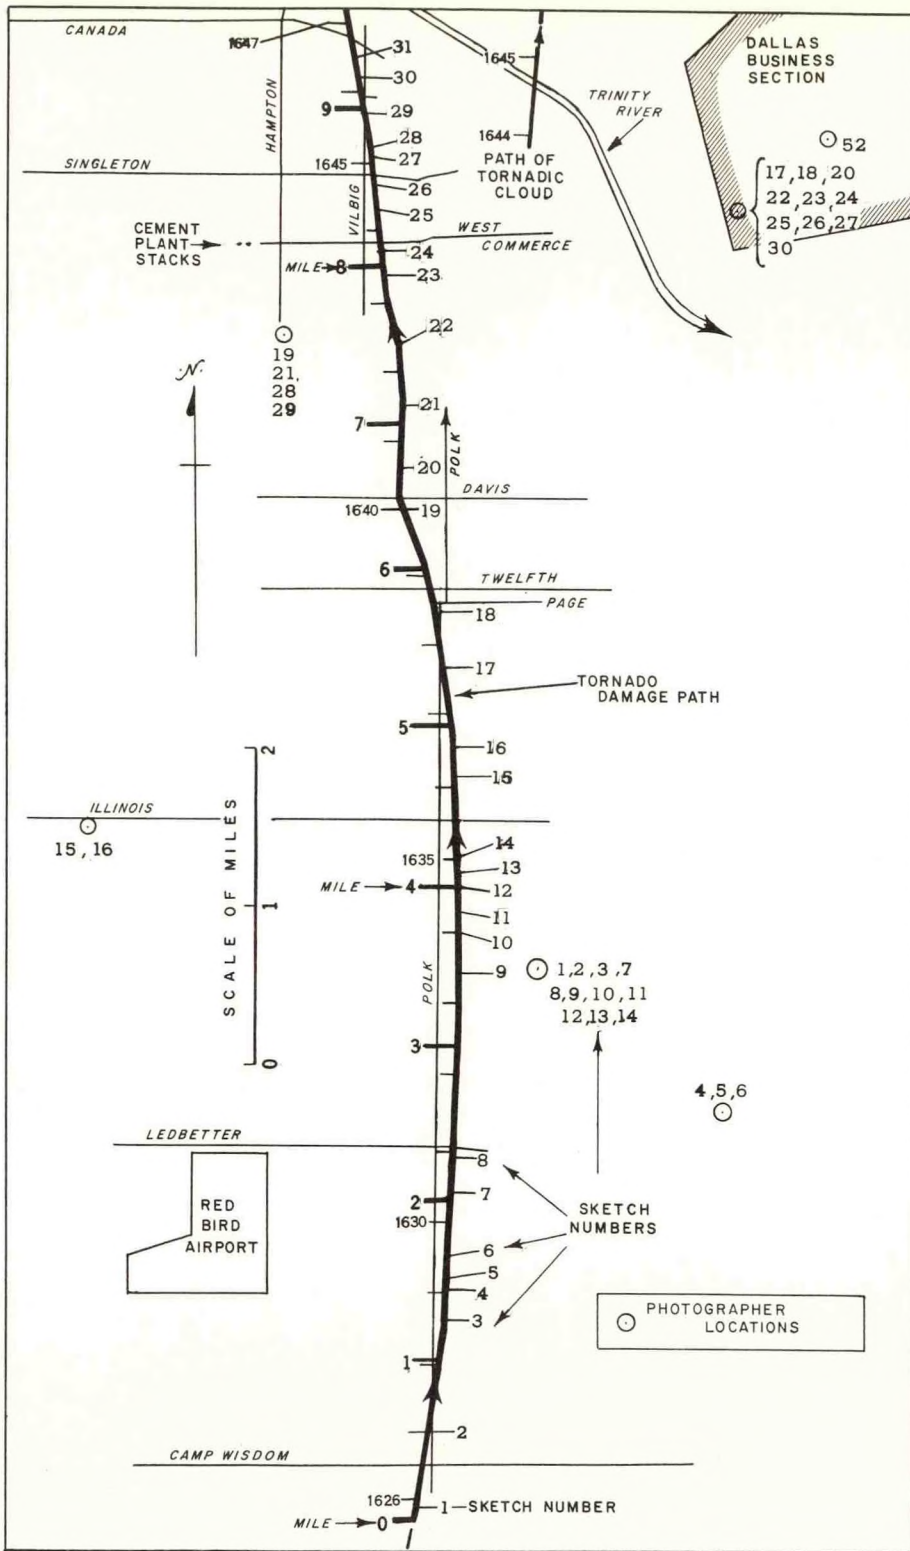 CANADA
1647
31
30
9
29
28
27
1645
26
25
24
23
22
21
20
19
18
17
16
15
14
13
12
11
10
9
8
7
6
5
4
3
2
1—SKETCH NUMBER
HAMPTON
VILBIG
SINGLETON
CEMENT
PLANT
STACKS
MILE
8
WEST
COMMERCE
1645
1644
PATH OF
TORNADIC
CLOUD
TRINITY
RIVER
DALLAS
BUSINESS
SECTION
52
17,18,20
22,23,24
25,26,27
30
19
21,
28
29
N
7
POLK
DAVIS
1640
6
TWELFTH
PAGE
TORNADO
DAMAGE PATH
5
SCALE OF MILES
2
1
0
ILLINOIS
15,16
1635
MILE
4
POLK
1,2,3,7
8,9,10,11
12,13,14
3
4,5,6
LEDBETTER
RED
BIRD
AIRPORT
2
1630
SKETCH
NUMBERS
PHOTOGRAPHER
LOCATIONS
1
CAMP WISDOM
1626
MILE
0